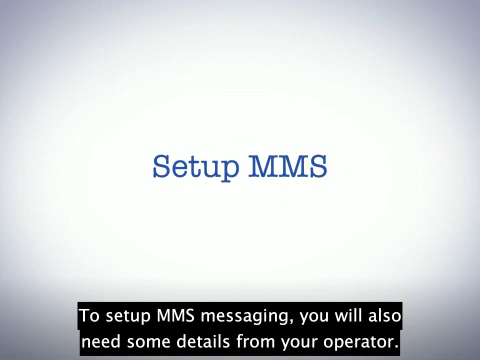 Setup MMS
To setup MMS messaging, you will also
need some details from your operator.